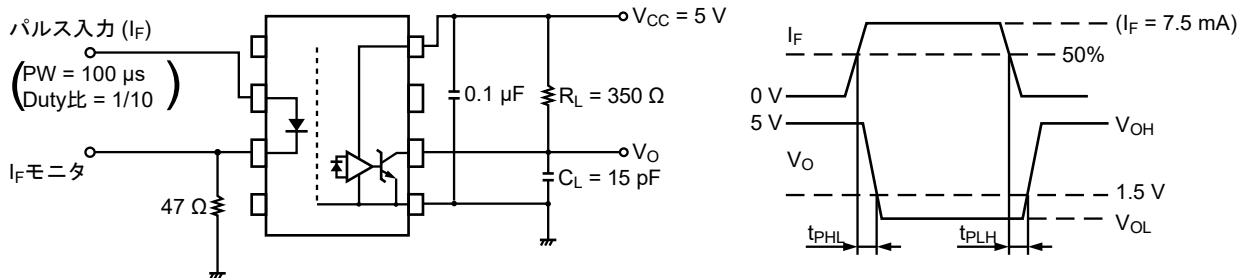 パルス入力 (IF)
PW = 100 μs
Duty比 = 1/10
IFモニタ
47 Ω
VCC = 5 V
0.1 μF
RL = 350 Ω
VO
CL = 15 pF
IF
(IF = 7.5 mA)
50%
0 V
5 V
VOH
VO
1.5 V
VOL
tPHL
tPLH